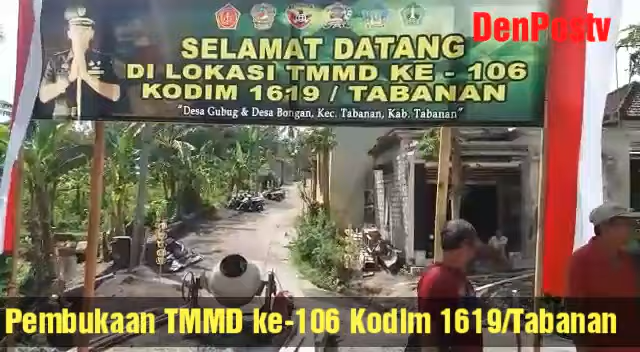 DenPostv
SELAMAT DATANG
DI LOKASI TMMD KE - 106
KODIM 1619 / TABANAN
"Desa Gubug & Desa Bongan, Kec. Tabanan, Kab. Tabanan"
Pembukaan TMMD ke-106 Kodim 1619/Tabanan